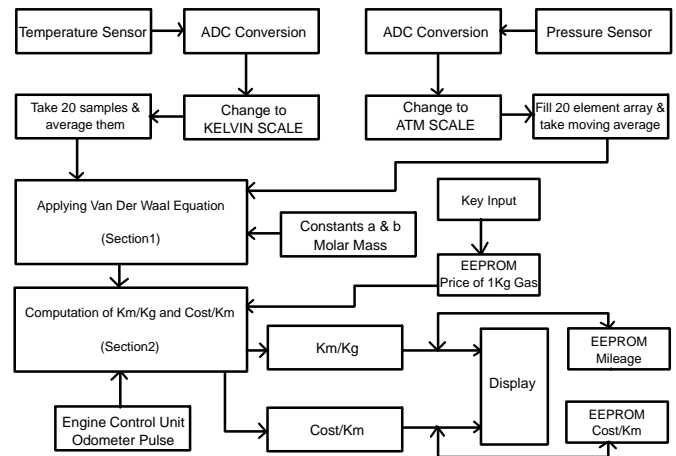 Temperature Sensor
ADC Conversion
ADC Conversion
Pressure Sensor
Take 20 samples &
average them
Change to
KELVIN SCALE
Change to
ATM SCALE
Fill 20 element array &
take moving average
Applying Van Der Waal Equation
(Section1)
Constants a & b
Molar Mass
Key Input
EEPROM
Price of 1Kg Gas
Computation of Km/Kg and Cost/Km
(Section2)
Km/Kg
Display
EEPROM
Mileage
Engine Control Unit
Odometer Pulse
Cost/Km
EEPROM
Cost/Km